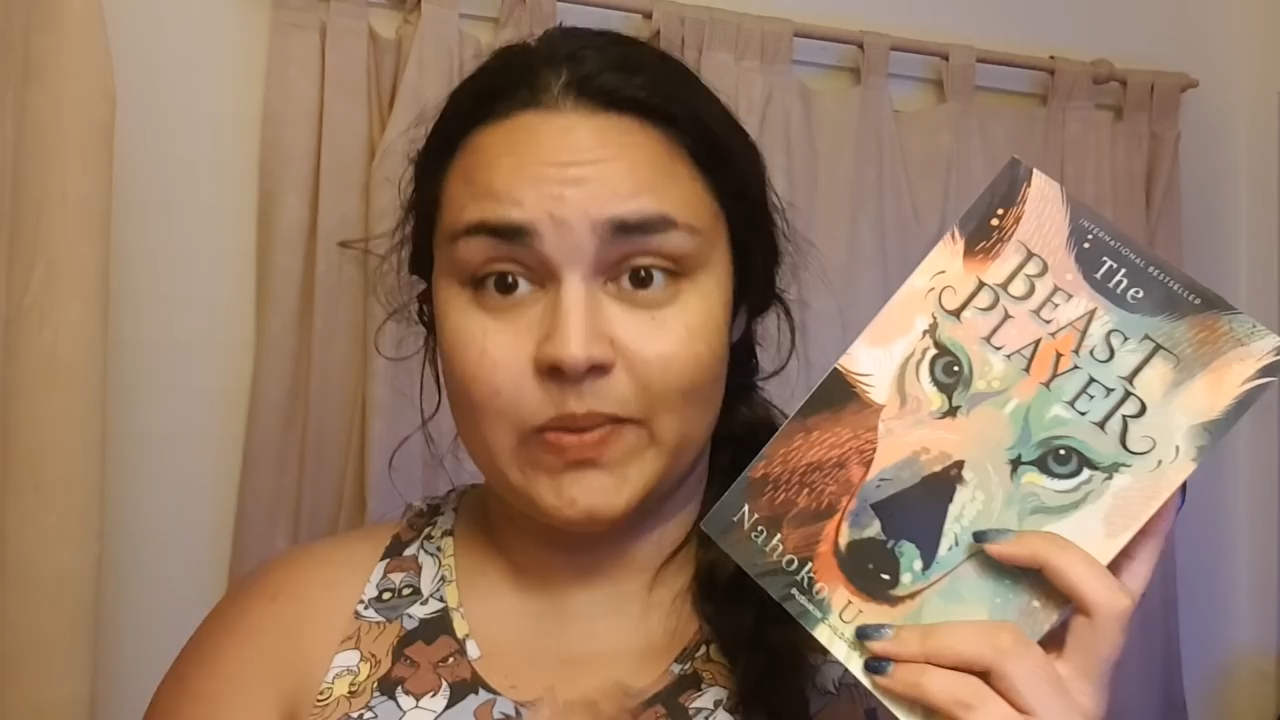 INTERNATIONAL BESTSELLER
The
BEAST
PLAYER
Nahoko U